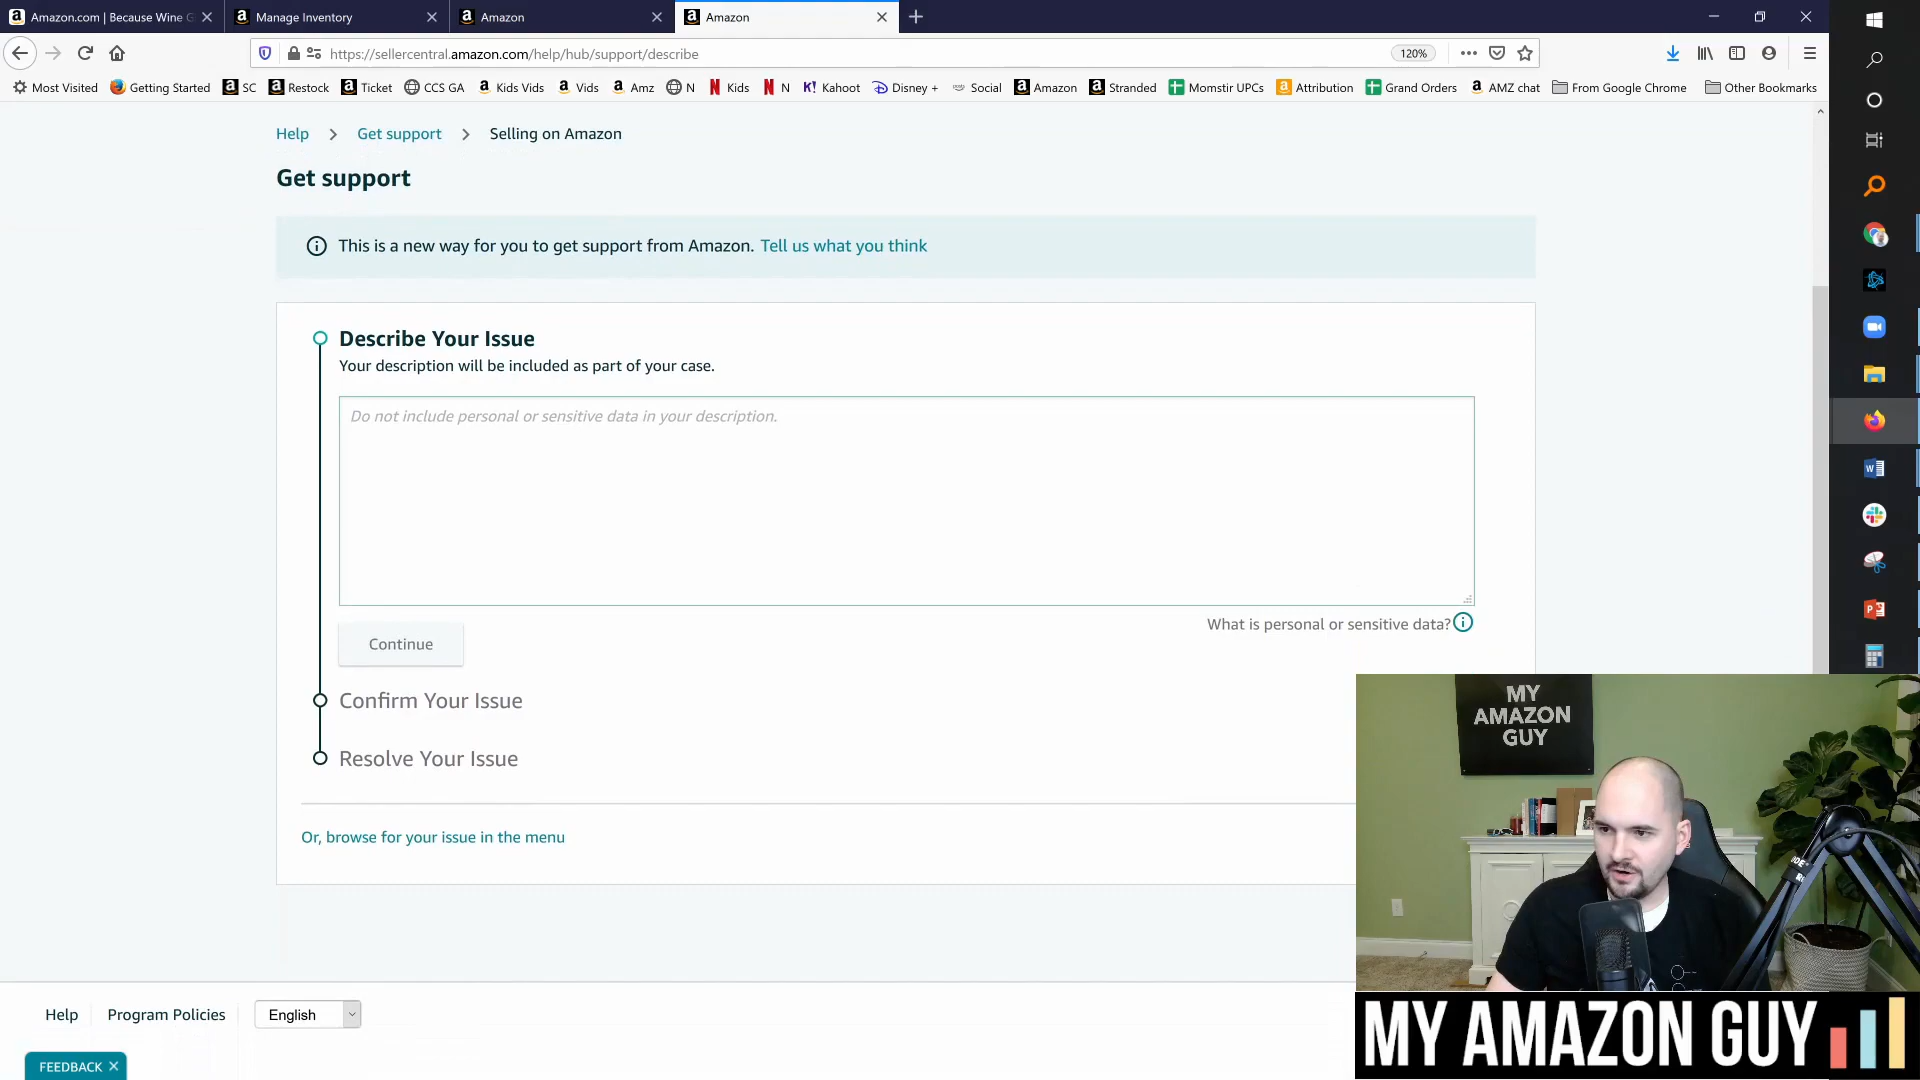 Amazon.com | Because Wine G
Manage Inventory
Amazon
Amazon
https://sellercentral.amazon.com/help/hub/support/describe
120%
Most Visited
Getting Started
SC
Restock
Ticket
CCS GA
Kids Vids
Vids
Amz
N
Kids
N
Kahoot
Disney +
Social
Amazon
Stranded
Momstir UPCs
Attribution
Grand Orders
AMZ chat
From Google Chrome
Other Bookmarks
Help > Get support > Selling on Amazon
Get support
This is a new way for you to get support from Amazon. Tell us what you think
Describe Your Issue
Your description will be included as part of your case.
Do not include personal or sensitive data in your description.
What is personal or sensitive data?
Continue
Confirm Your Issue
Resolve Your Issue
Or, browse for your issue in the menu
MY
AMAZON
GUY
Help
Program Policies
English
FEEDBACK
MY AMAZON GUY